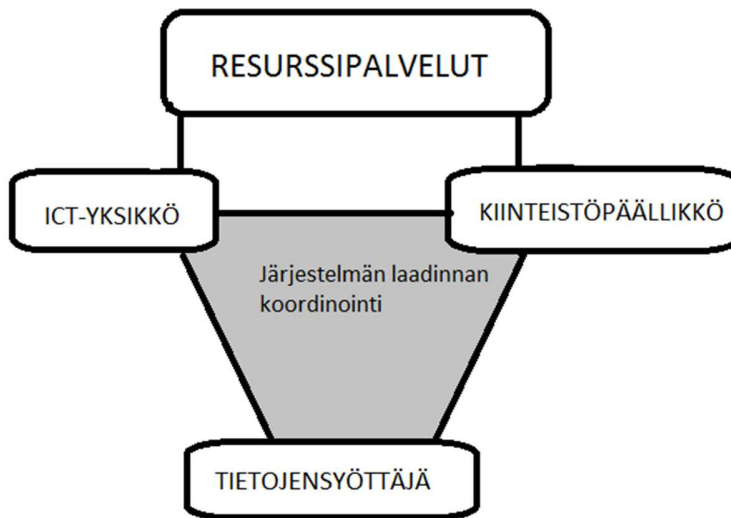 RESURSSIPALVELUT
ICT-YKSIKKÖ
KIINTEISTÖPÄÄLLIKKÖ
Järjestelmän laadinnan
koordinointi
TIETOJENSYÖTTÄJÄ